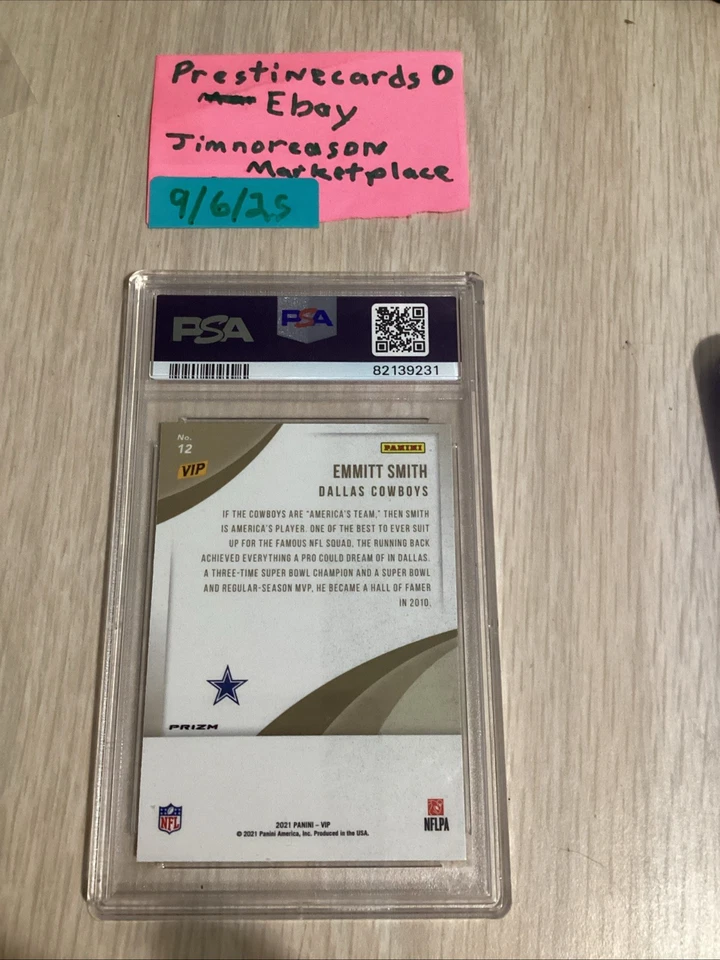 Prestinecards0
Ebay
Jimnoreason
Marketplace
9/6/25
PSA
PSA
82139231
No.
12
VIP
PANINI
EMMITT SMITH
DALLAS COWBOYS
IF THE COWBOYS ARE "AMERICA'S TEAM," THEN SMITH
IS AMERICA'S PLAYER. ONE OF THE BEST TO EVER SUIT
UP FOR THE FAMOUS NFL SQUAD, THE RUNNING BACK
ACHIEVED EVERYTHING A PRO COULD DREAM OF IN DALLAS.
A THREE-TIME SUPER BOWL CHAMPION AND A SUPER BOWL
AND REGULAR-SEASON MVP, HE BECAME A HALL OF FAMER
IN 2010.
PRIZM
NFL
2021 PANINI – VIP
© 2021 Panini America, Inc. Produced in the USA.
NFLPA